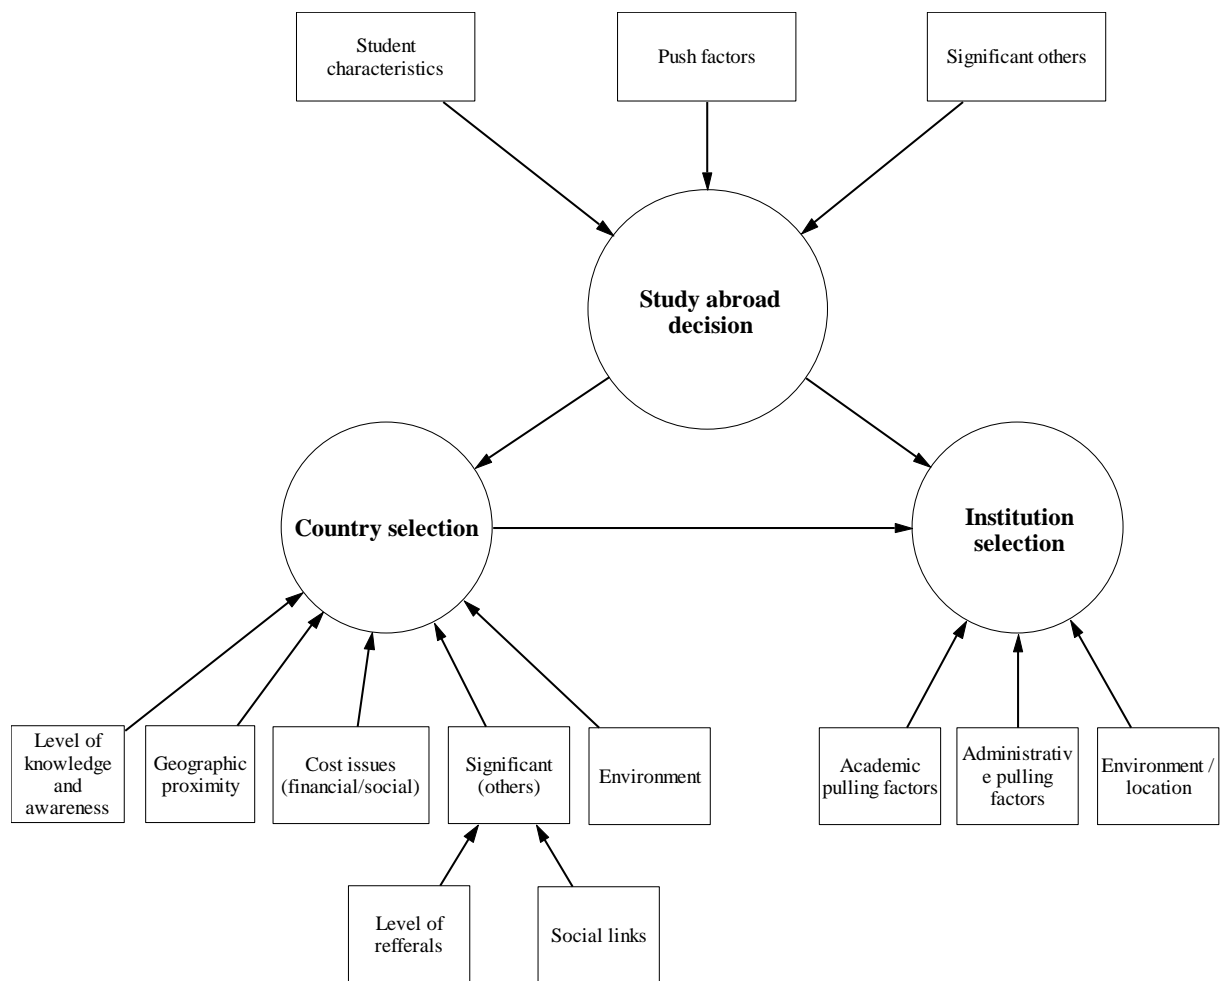 Student
characteristics
Push factors
Significant others
Study abroad
decision
Country selection
Institution
selection
Level of
knowledge
and
awareness
Geographic
proximity
Cost issues
(financial/social)
Significant
(others)
Environment
Academic
pulling factors
Administrativ
e pulling
factors
Environment /
location
Level of
refferals
Social links